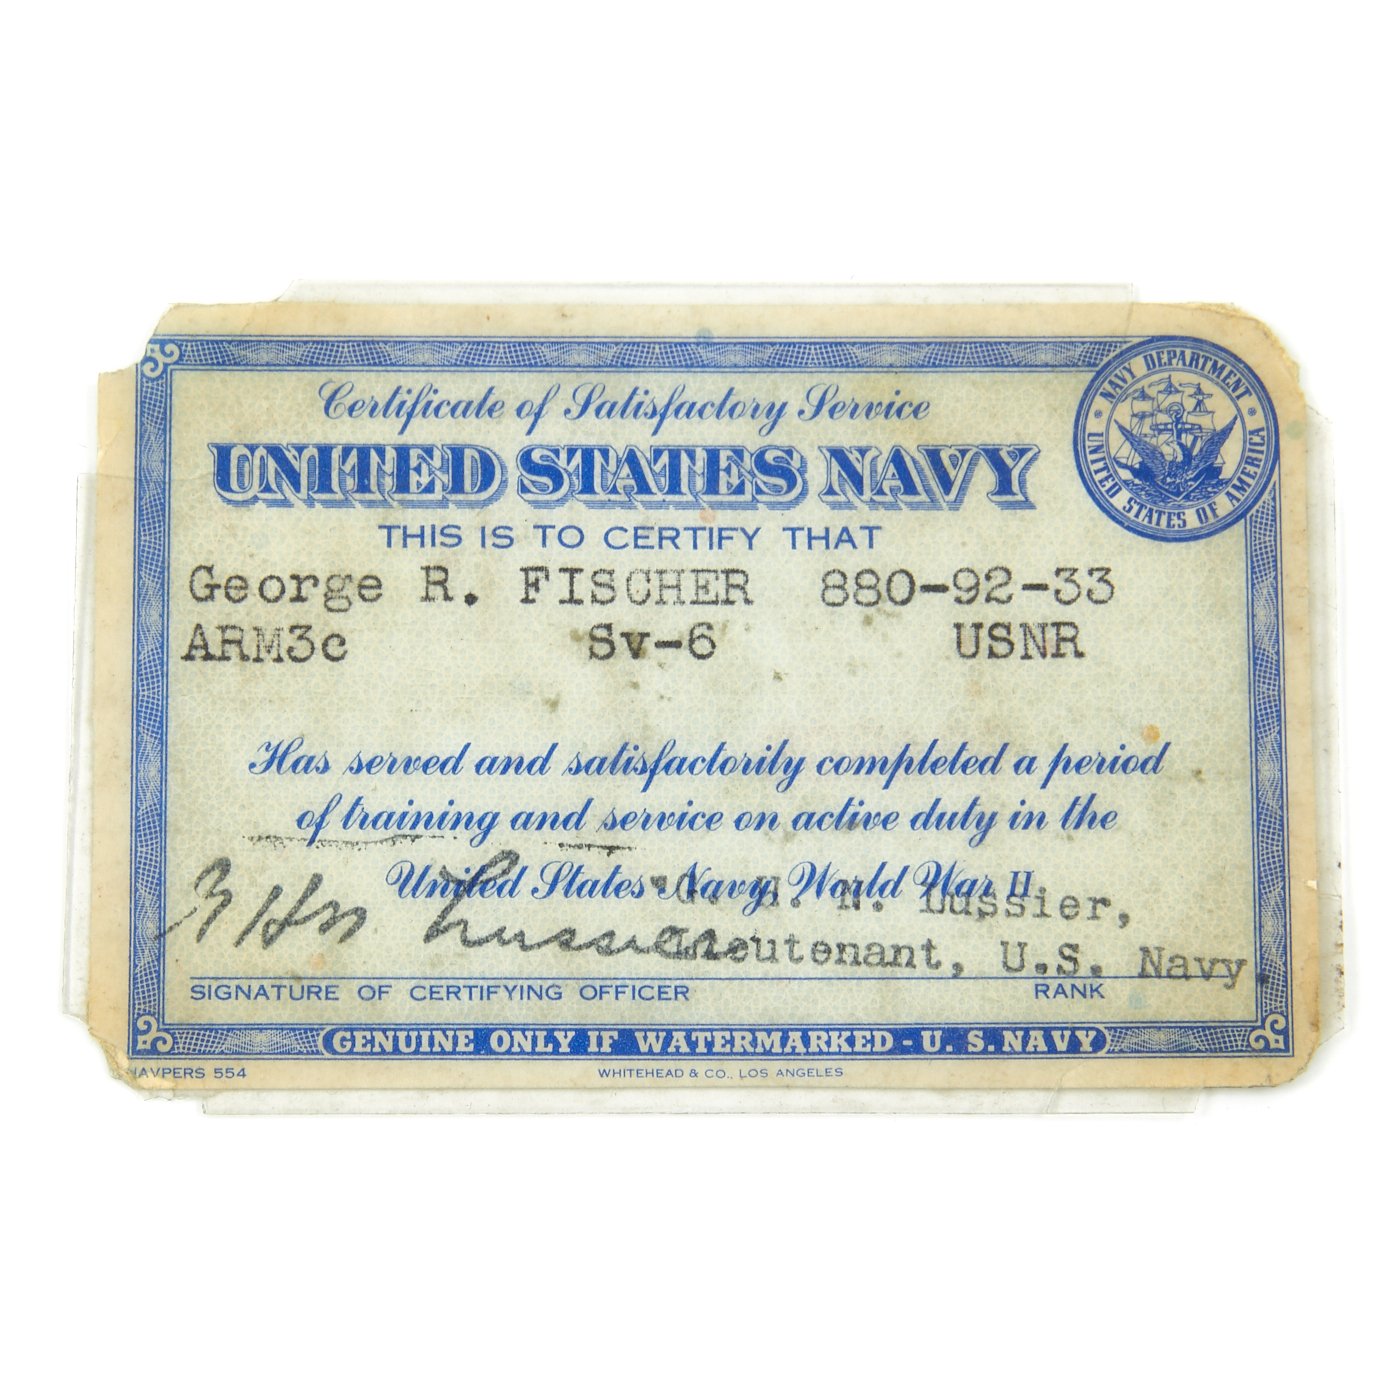 Certificate of Satisfactory Service
NAVY DEPARTMENT
UNITED STATES OF AMERICA
UNITED STATES NAVY
THIS IS TO CERTIFY THAT
George R. FISCHER 880-92-33
ARM3c Sv-6 USNR
Has served and satisfactorily completed a period
of training and service on active duty in the
United States Navy, World War II
G. H. N. Lussier,
Lieutenant, U.S. Navy.
SIGNATURE OF CERTIFYING OFFICER RANK
GENUINE ONLY IF WATERMARKED - U. S. NAVY
NAVPERS 554 WHITEHEAD & CO., LOS ANGELES